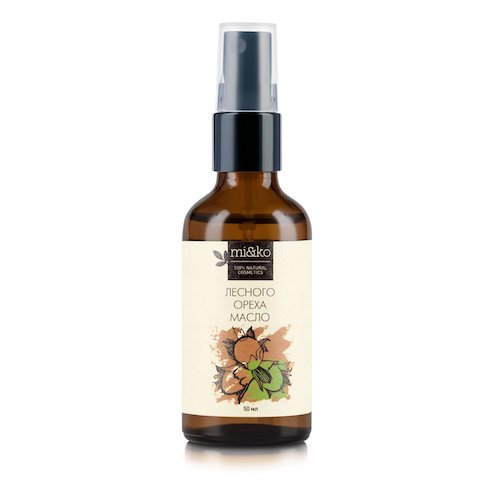 mi&ko
100% NATURAL
COSMETICS
ЛЕСНОГО
ОРЕХА
МАСЛО
50 мл